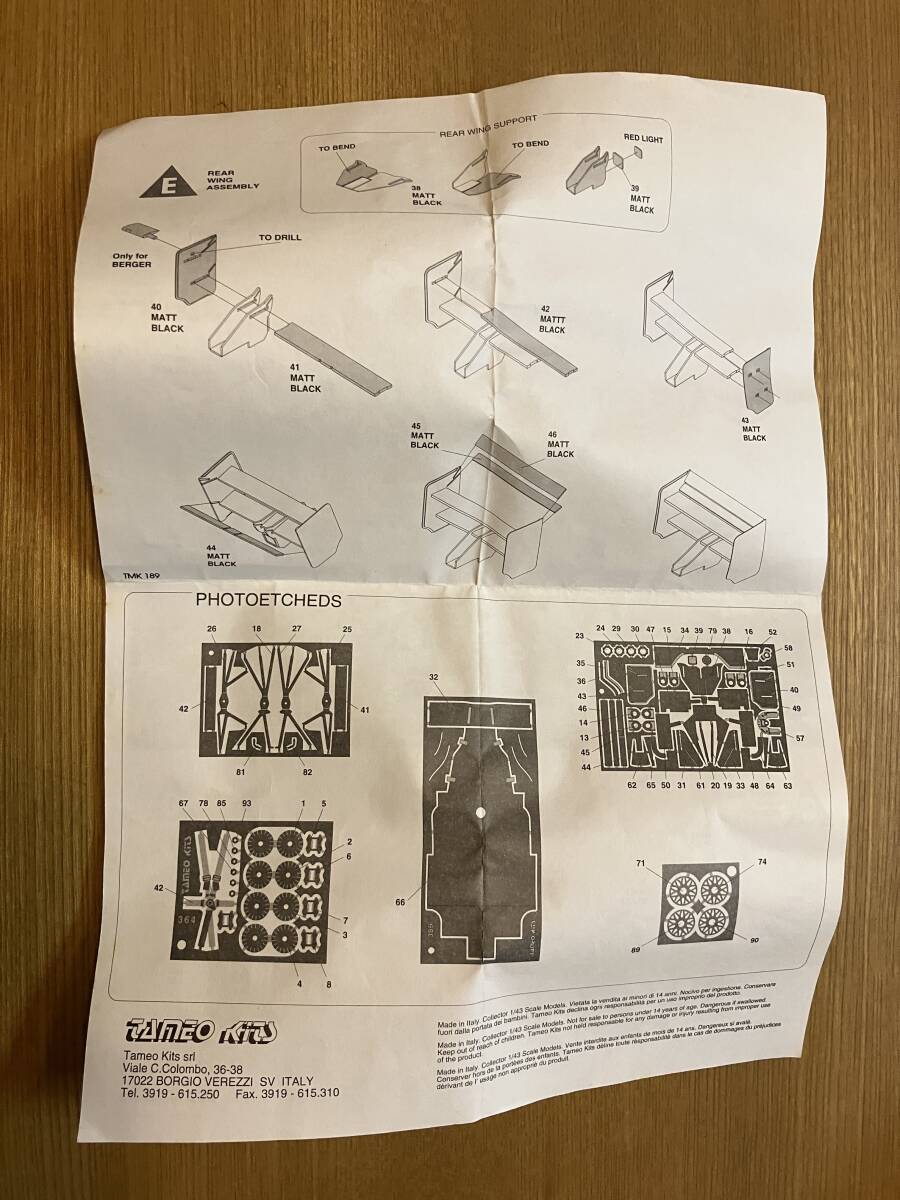 REAR WING SUPPORT
TO BEND
TO BEND
RED LIGHT
38
MATT
BLACK
39
MATT
BLACK
E
REAR
WING
ASSEMBLY
Only for
BERGER
TO DRILL
40
MATT
BLACK
41
MATT
BLACK
42
MATTT
BLACK
43
MATT
BLACK
44
MATT
BLACK
45
MATT
BLACK
46
MATT
BLACK
TMK 189
PHOTOETCHEDS
26 18 27 25
42 41
81 82
32
66
24 29 30 47 15 34 39 79 38 16 52
23
35
36
43
46
14
13
45
44
58
51
40
49
57
62 65 50 31 61 20 19 33 48 64 63
67 78 85 93 1 5
2
6
42
7
3
4 8
TAMEO KITS
364
71 74
89 90
TAMEO KITS
Tameo Kits srl
Viale C.Colombo, 36-38
17022 BORGIO VEREZZI SV ITALY
Tel. 3919 - 615.250 Fax. 3919 - 615.310
Made in Italy. Collector 1/43 Scale Models. Vietata la vendita ai minori di 14 anni. Nocivo per ingestione. Conservare
fuori dalla portata dei bambini. Tameo Kits declina ogni responsabilità per un uso improprio del prodotto.
Made in Italy. Collector 1/43 Scale Models. Not for sale to persons under 14 years of age. Dangerous if swallowed.
Keep out of reach of children. Tameo Kits not held responsable for any damage or injury resulting from improper use
of the product.
Made in Italy. Collector 1/43 Scale Models. Vente interdite aux enfants de mois de 14 ans. Dangereux si avalé.
Conserver hors de la portées des enfants. Tameo Kits déline toute résponsabilité dans le cas de dommages du préjudices
dérivant de l' usage non approprie du produit.